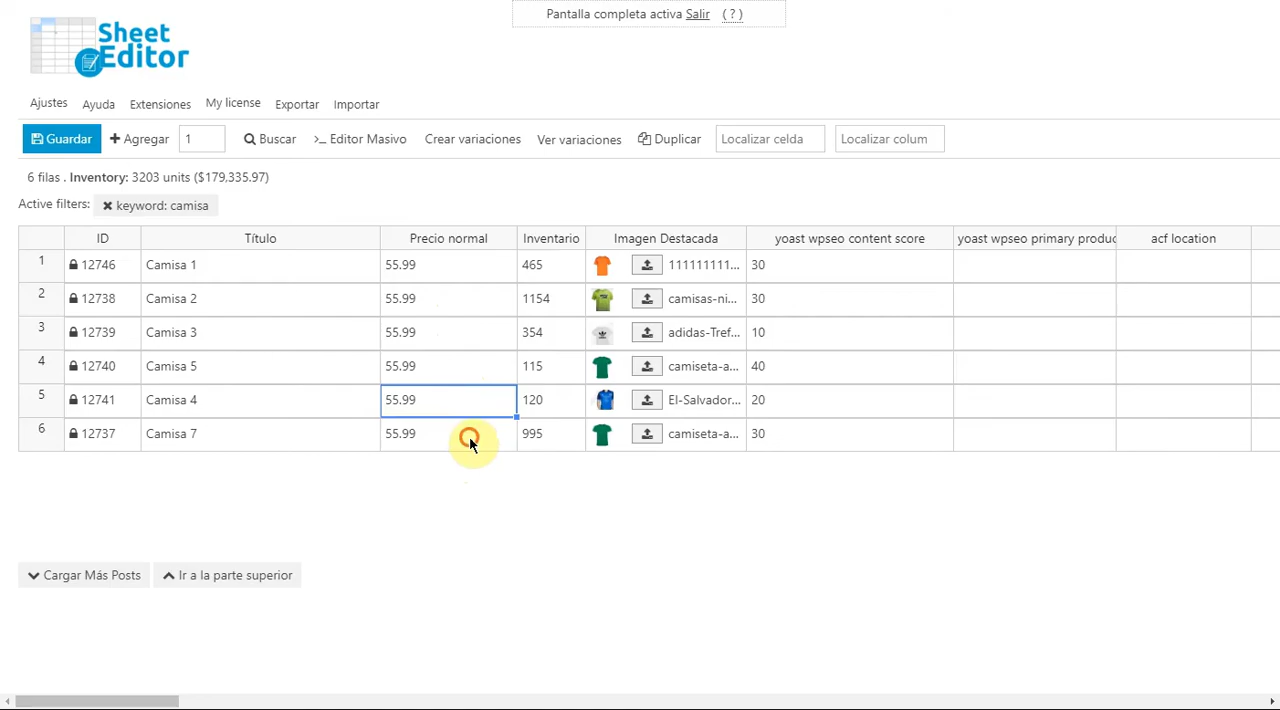 Pantalla completa activa Salir ( ? )
Sheet
Editor
Ajustes Ayuda Extensiones My license Exportar Importar
Guardar + Agregar 1 Buscar >_ Editor Masivo Crear variaciones Ver variaciones Duplicar Localizar celda Localizar colum
6 filas . Inventory: 3203 units ($179,335.97)
Active filters: ✖ keyword: camisa
ID Título Precio normal Inventario Imagen Destacada yoast wpseo content score yoast wpseo primary produc acf location
1 12746 Camisa 1 55.99 465 111111111... 30
2 12738 Camisa 2 55.99 1154 camisas-ni... 30
3 12739 Camisa 3 55.99 354 adidas-Tref... 10
4 12740 Camisa 5 55.99 115 camiseta-a... 40
5 12741 Camisa 4 55.99 120 El-Salvador... 20
6 12737 Camisa 7 55.99 995 camiseta-a... 30
Cargar Más Posts Ir a la parte superior